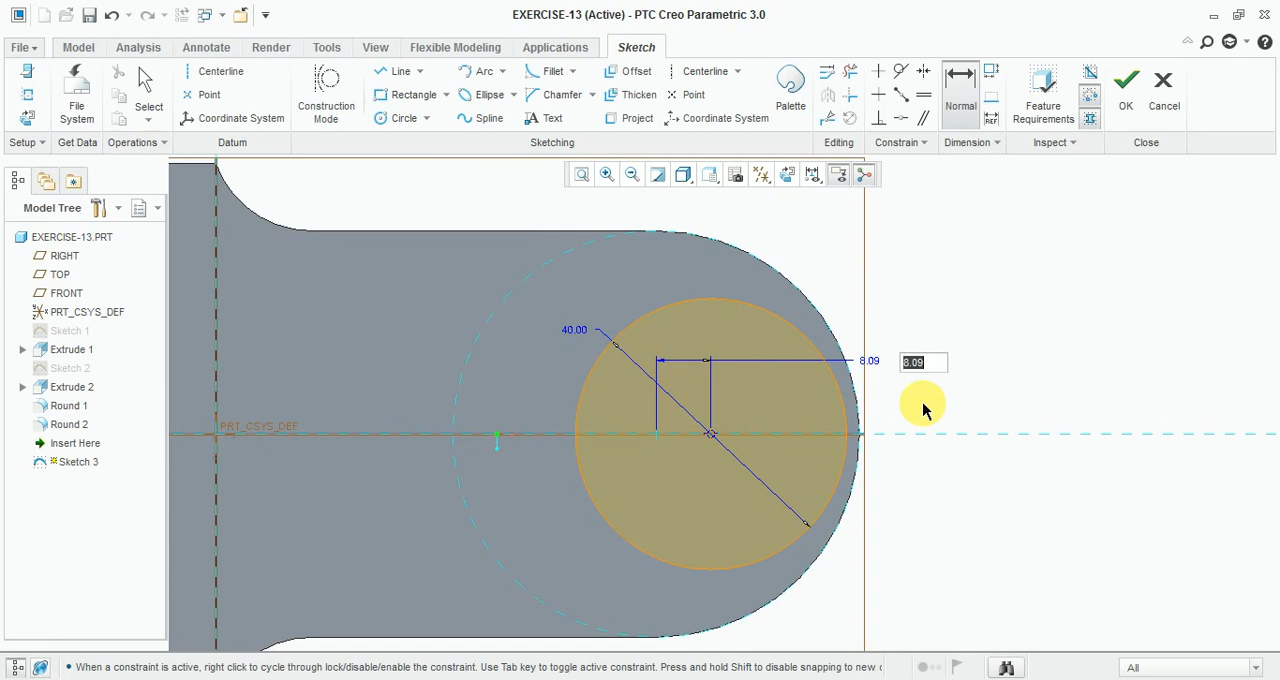 EXERCISE-13 (Active) - PTC Creo Parametric 3.0
File Model Analysis Annotate Render Tools View Flexible Modeling Applications Sketch
File System
Select
Centerline
Point
Coordinate System
Construction Mode
Line Arc Fillet Offset Centerline
Rectangle Ellipse Chamfer Thicken Point
Circle Spline Text Project Coordinate System
Palette
Normal
REF
Feature Requirements
OK
Cancel
Setup Get Data Operations Datum Sketching Editing Constrain Dimension Inspect Close
Model Tree
EXERCISE-13.PRT
RIGHT
TOP
FRONT
PRT_CSYS_DEF
Sketch 1
Extrude 1
Sketch 2
Extrude 2
Round 1
Round 2
Insert Here
Sketch 3
40.00
8.09
8.09
PRT_CSYS_DEF
When a constraint is active, right click to cycle through lock/disable/enable the constraint. Use Tab key to toggle active constraint. Press and hold Shift to disable snapping to new
All